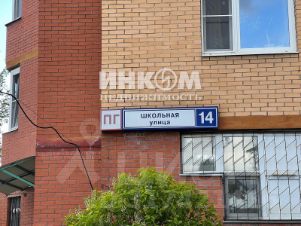 ИНКОМ
недвижимость
ПГ
ШКОЛЬНАЯ
улица
14